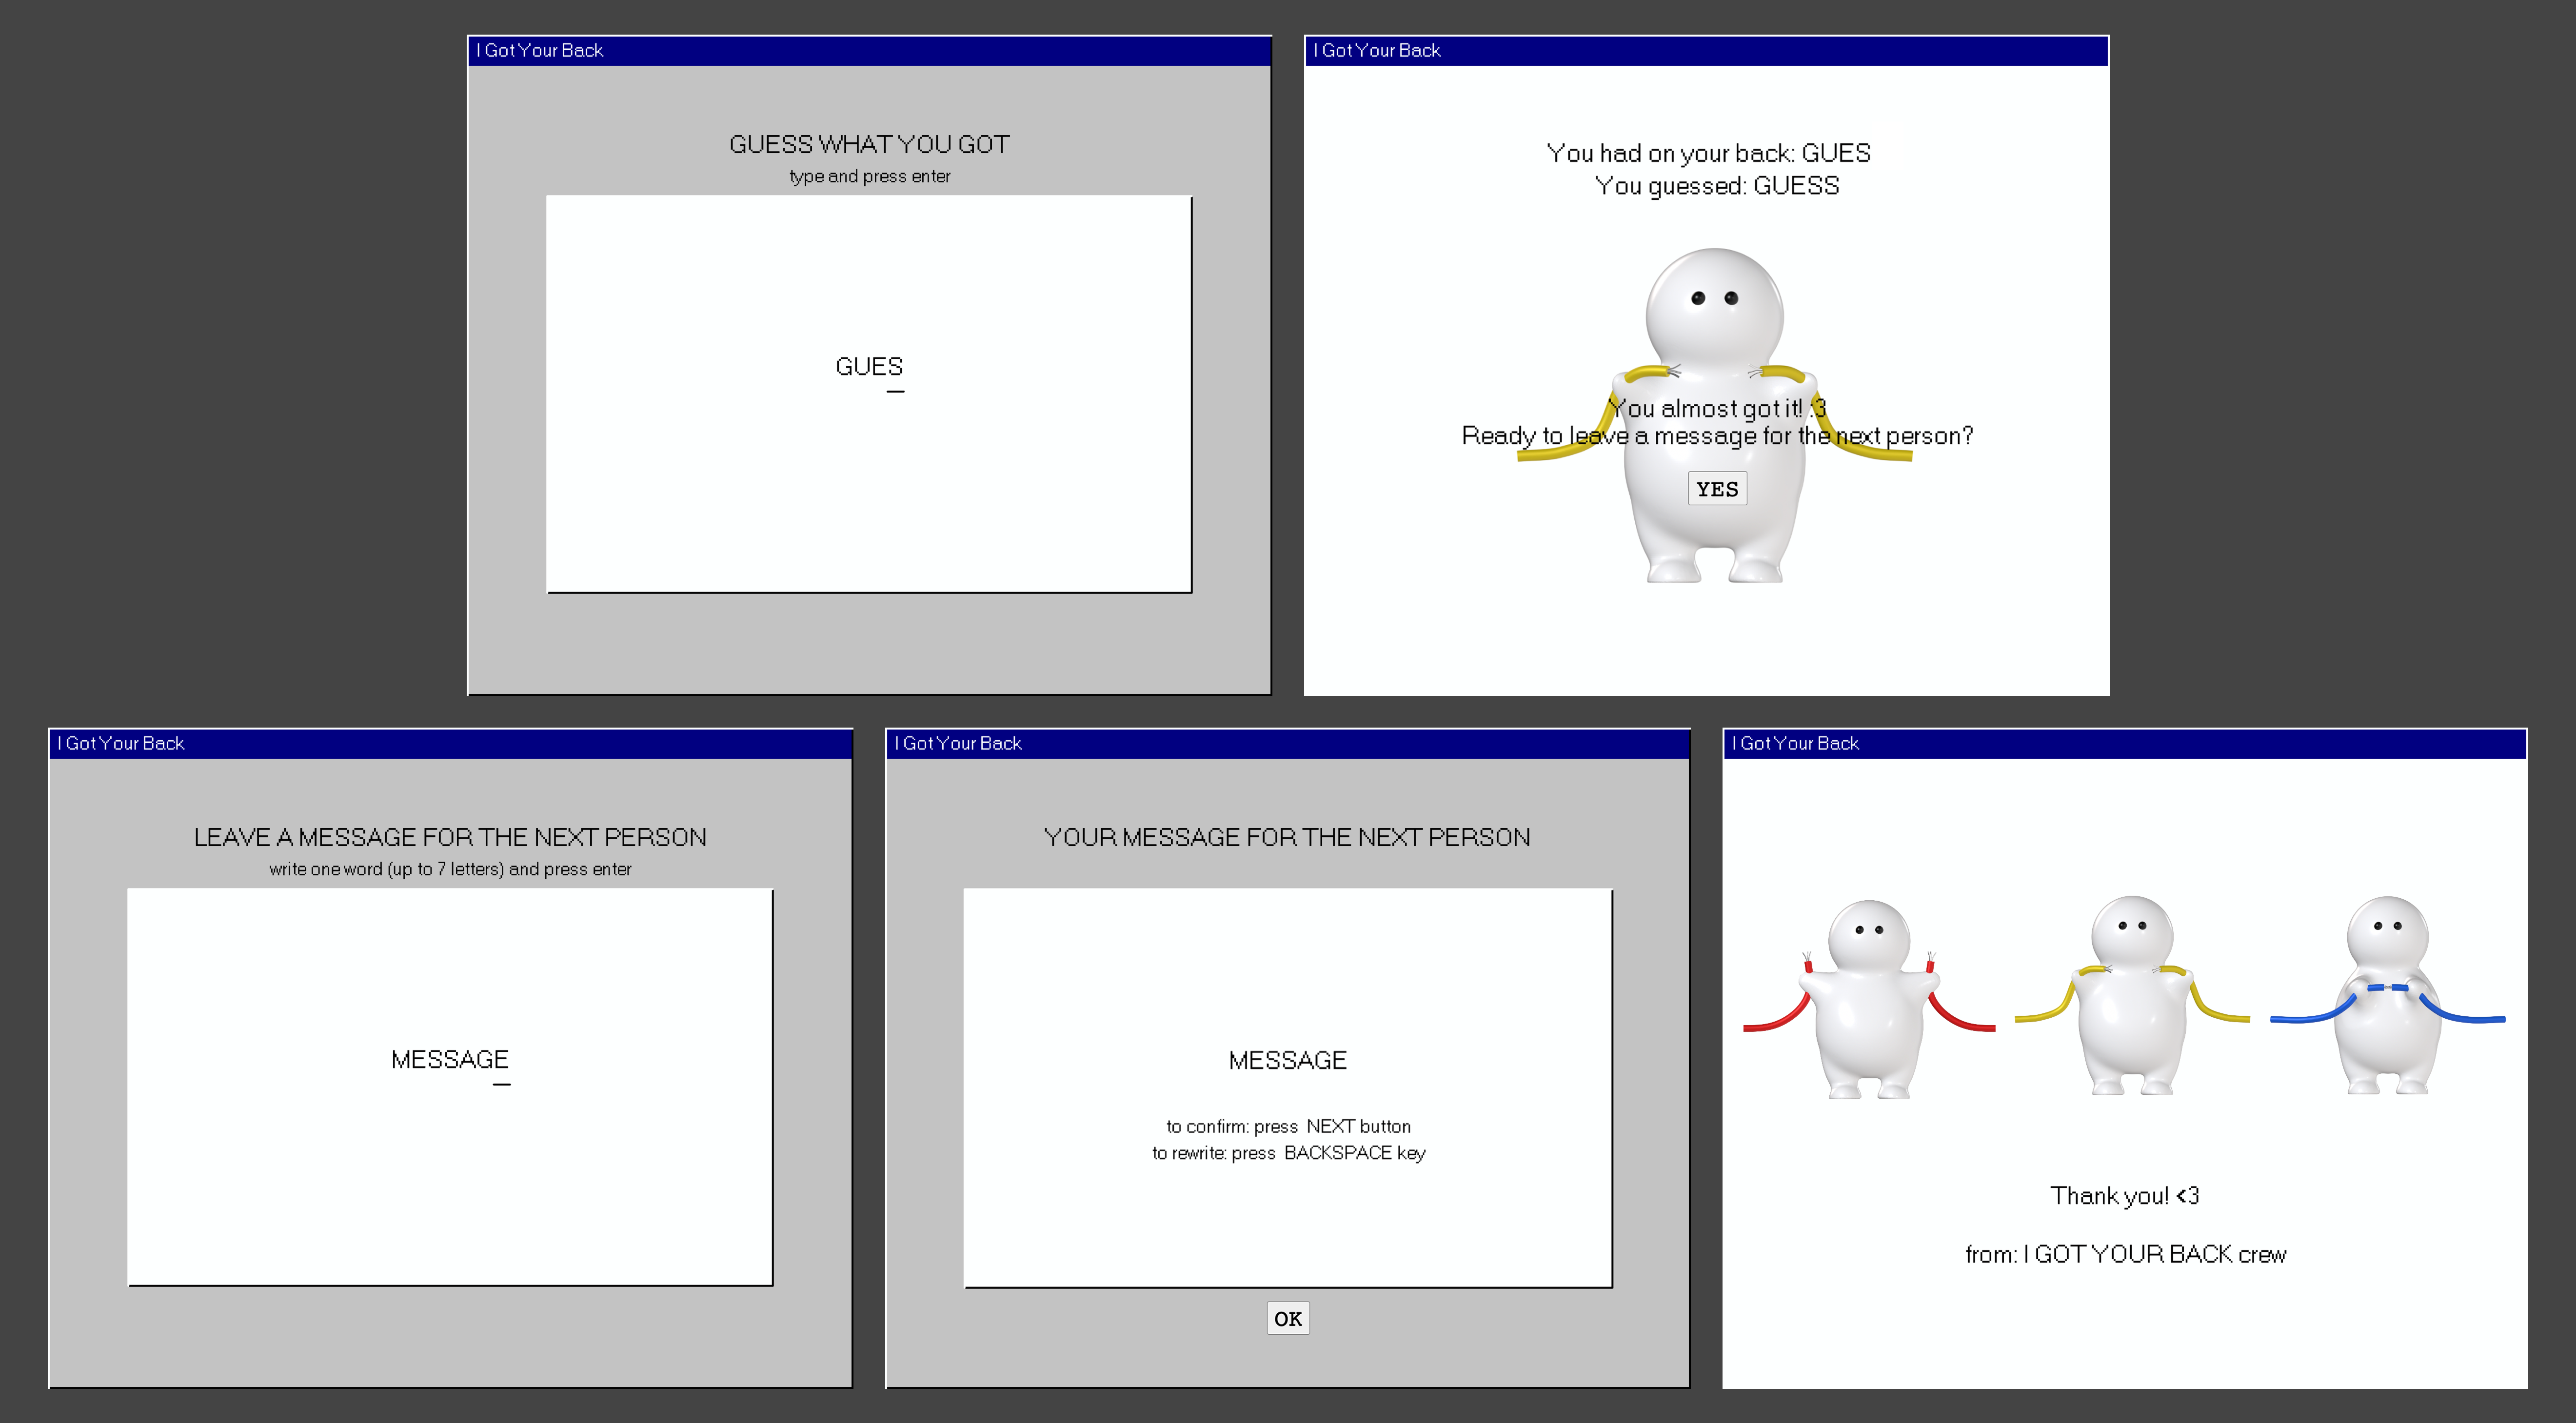 I Got Your Back
GUESS WHAT YOU GOT
type and press enter
GUES
I Got Your Back
You had on your back: GUES
You guessed: GUESS
You almost got it! :3
Ready to leave a message for the next person?
YES
I Got Your Back
LEAVE A MESSAGE FOR THE NEXT PERSON
write one word (up to 7 letters) and press enter
MESSAGE
I Got Your Back
YOUR MESSAGE FOR THE NEXT PERSON
MESSAGE
to confirm: press NEXT button
to rewrite: press BACKSPACE key
OK
I Got Your Back
Thank you! <3
from: I GOT YOUR BACK crew